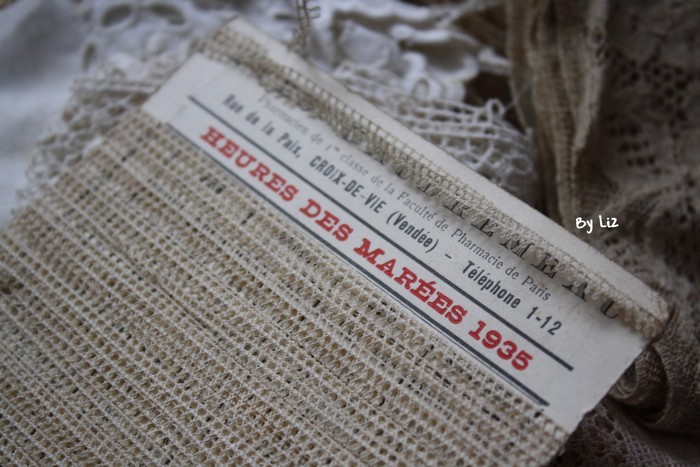 Pharmacien de 1re classe de la Faculté de Pharmacie de Paris
Rue de la Paix, CROIX-DE-VIE (Vendée) - Téléphone 1-12
HEURES DES MARÉES 1935
By Liz